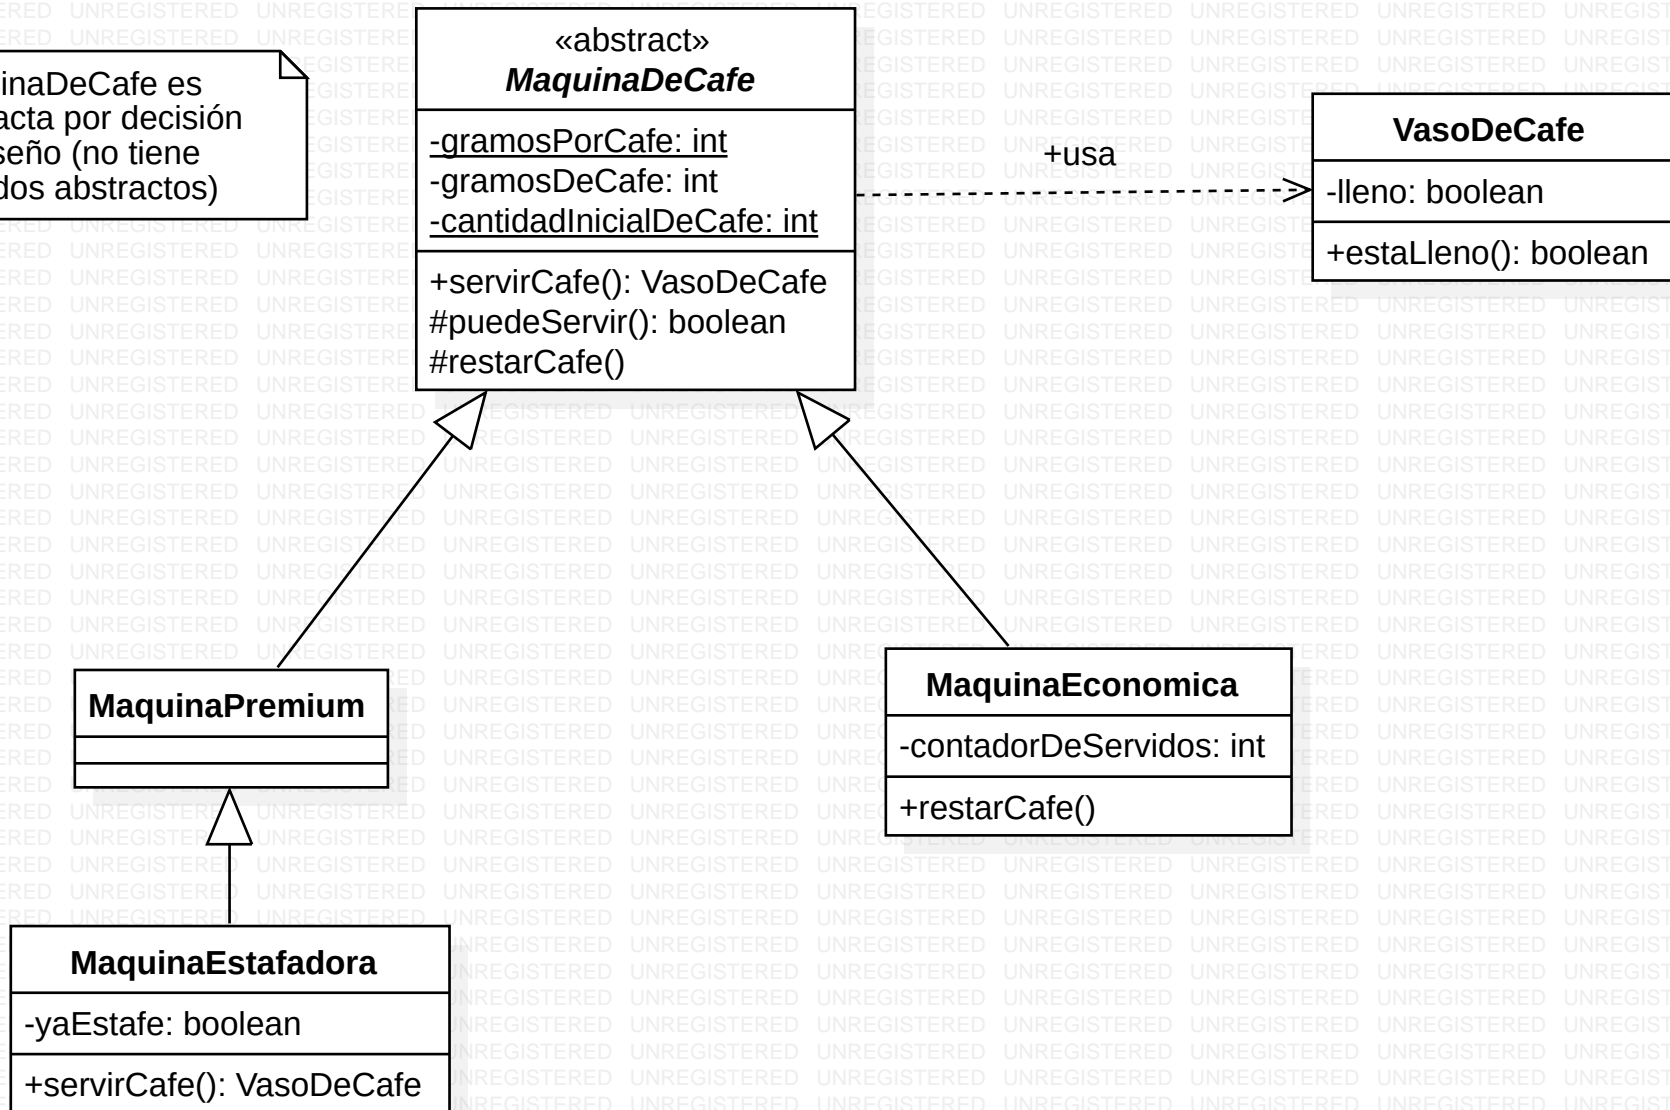 inaDeCafe es
acta por decisión
seño (no tiene
dos abstractos)
«abstract»
MaquinaDeCafe
-gramosPorCafe: int
-gramosDeCafe: int
-cantidadInicialDeCafe: int
+servirCafe(): VasoDeCafe
#puedeServir(): boolean
#restarCafe()
+usa
VasoDeCafe
-lleno: boolean
+estaLleno(): boolean
MaquinaPremium
MaquinaEconomica
-contadorDeServidos: int
+restarCafe()
MaquinaEstafadora
-yaEstafe: boolean
+servirCafe(): VasoDeCafe
UNREGISTERED